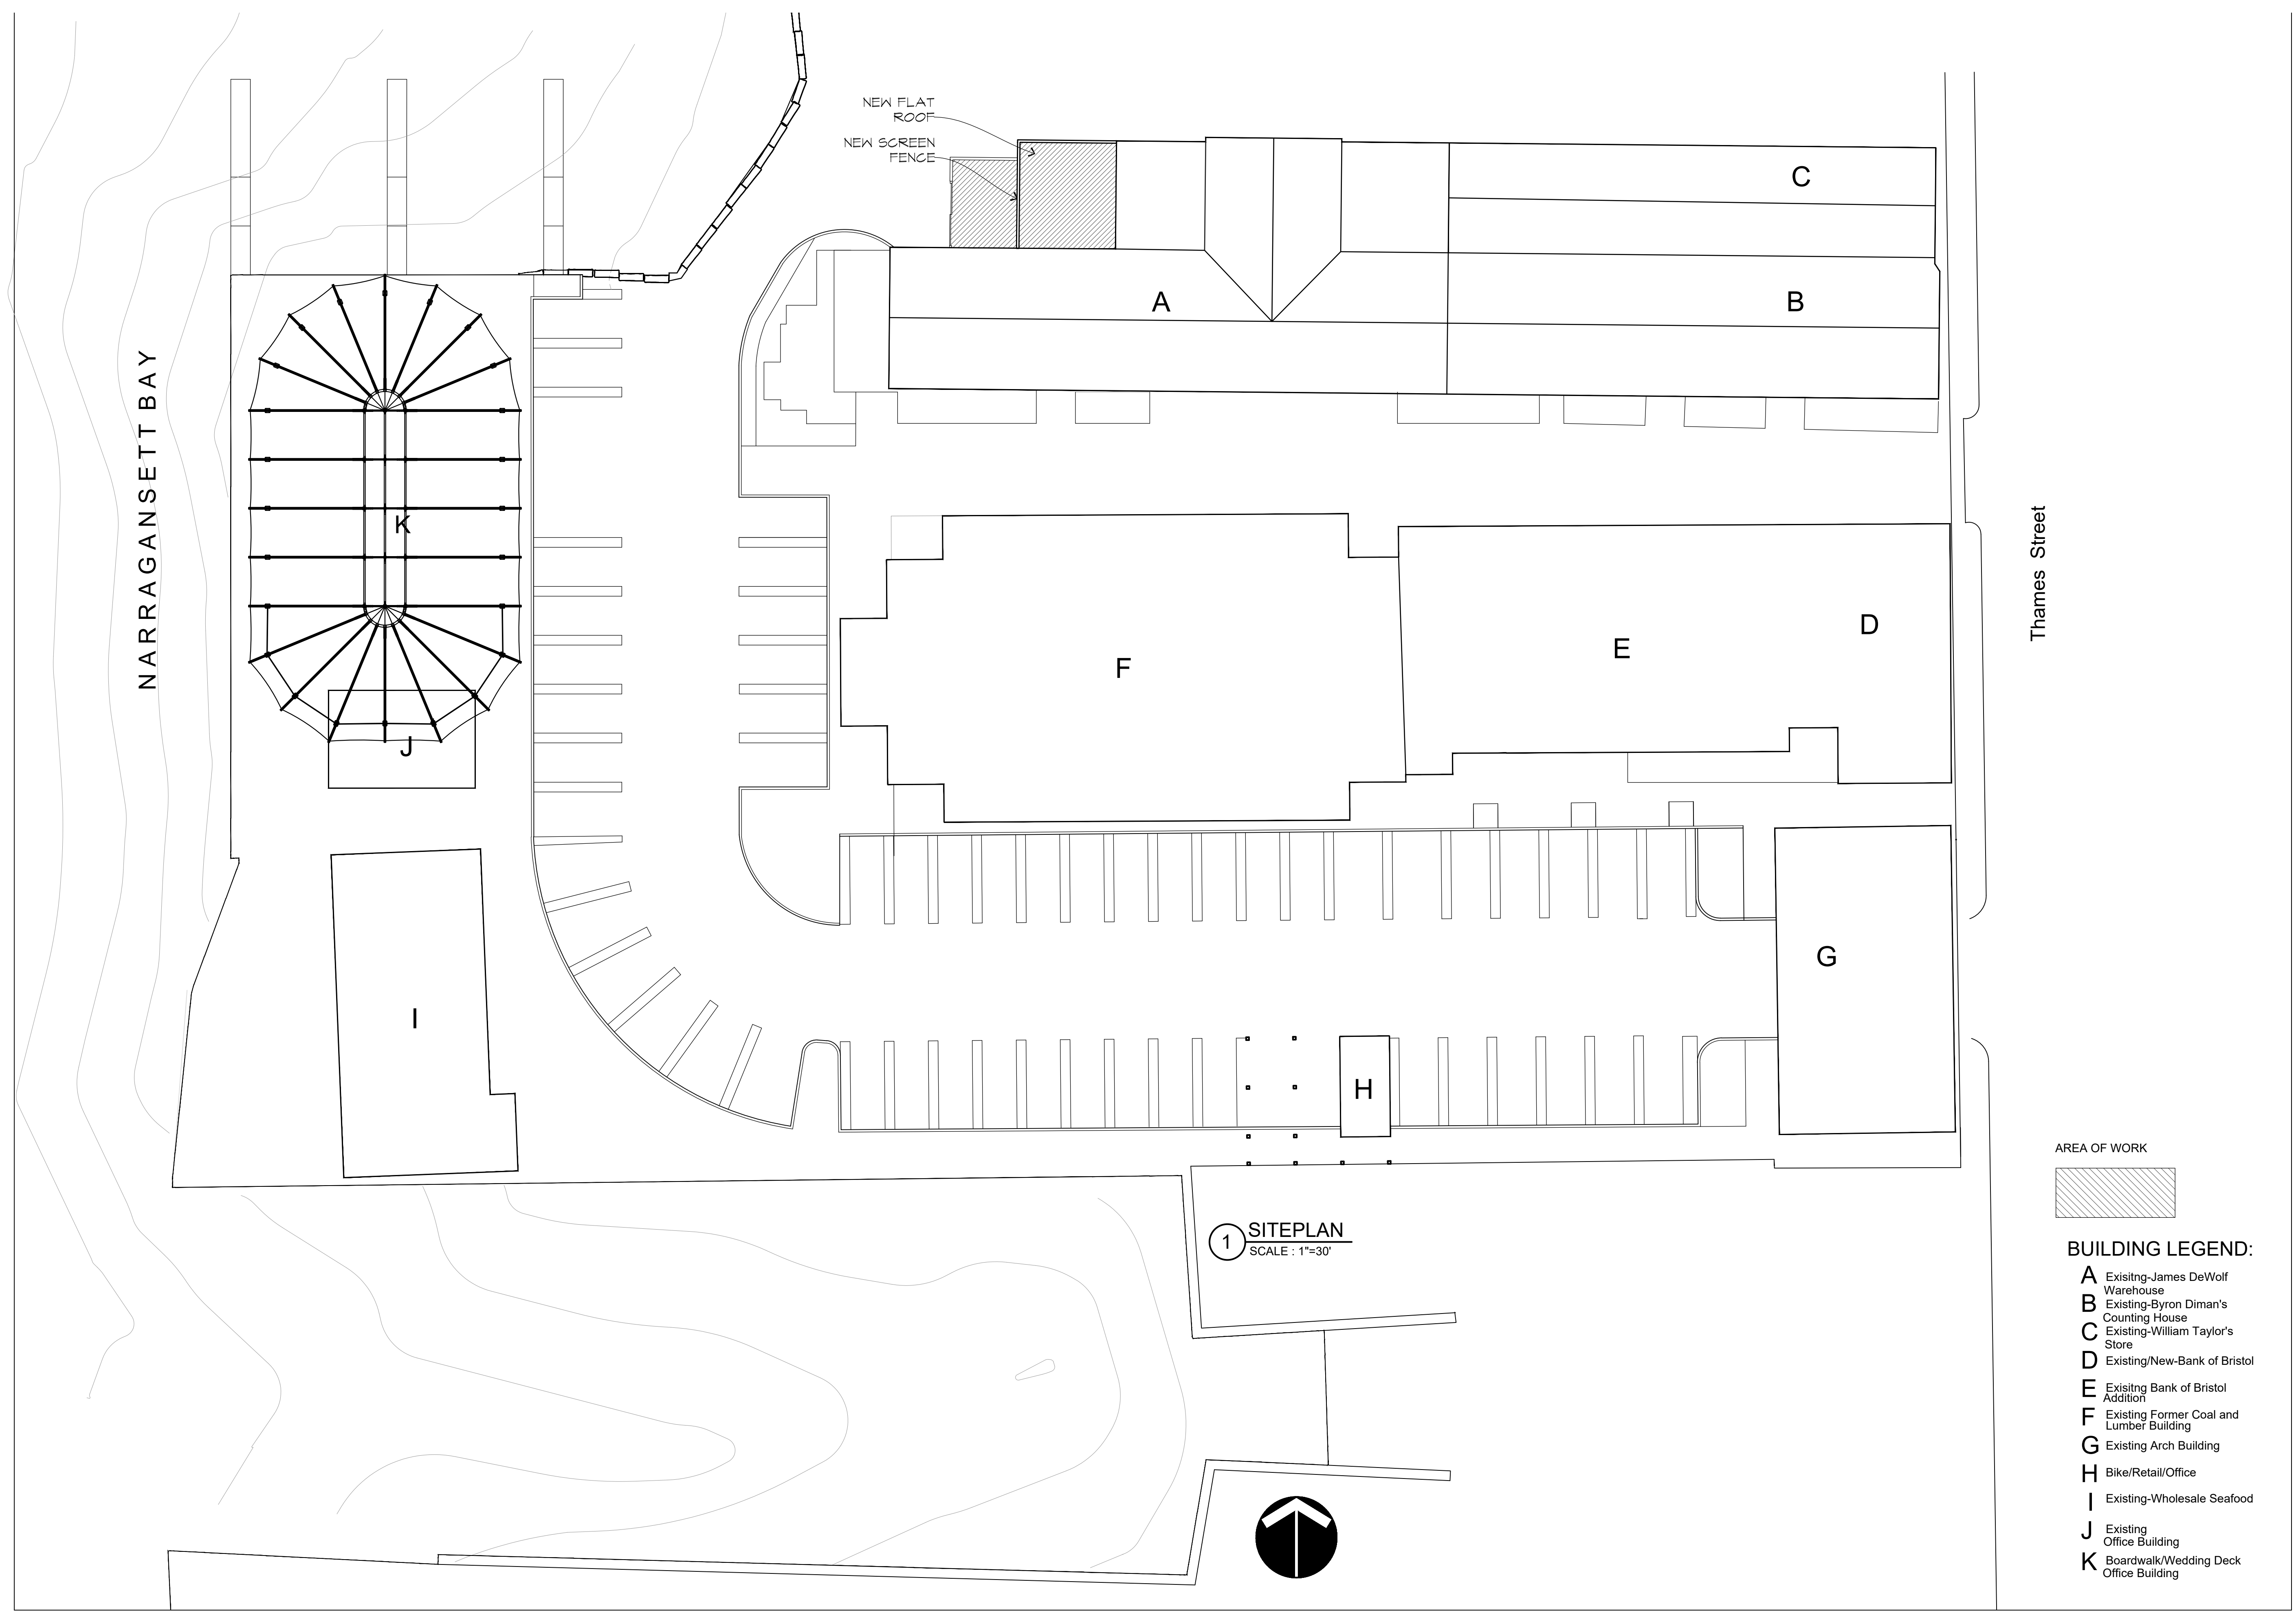 NEW FLAT
ROOF
NEW SCREEN
FENCE
C
A
B
NARRAGANSETT BAY
K
Thames Street
D
E
F
J
G
I
H
AREA OF WORK
1
SITEPLAN
SCALE : 1"=30'
BUILDING LEGEND:
A Exisitng-James DeWolf
Warehouse
B Existing-Byron Diman's
Counting House
C Existing-William Taylor's
Store
D Existing/New-Bank of Bristol
E Exisitng Bank of Bristol
Addition
F Existing Former Coal and
Lumber Building
G Existing Arch Building
H Bike/Retail/Office
I Existing-Wholesale Seafood
J Existing
Office Building
K Boardwalk/Wedding Deck
Office Building